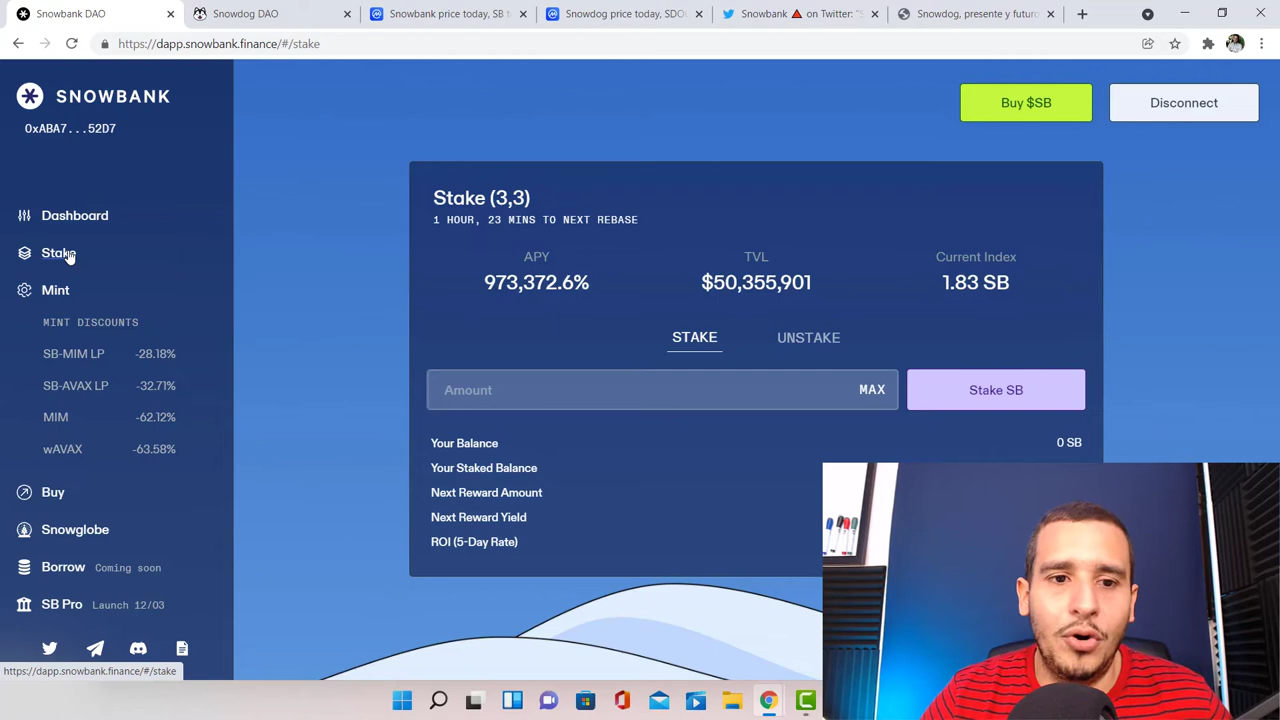 Snowbank DAO
Snowdog DAO
Snowbank price today, SB t
Snowdog price today, SDO
Snowbank 🔺 on Twitter: "S
Snowdog, presente y futuro
https://dapp.snowbank.finance/#/stake
SNOWBANK
0xABA7...52D7
Buy $SB
Disconnect
Dashboard
Stake
Mint
MINT DISCOUNTS
SB-MIM LP -28.18%
SB-AVAX LP -32.71%
MIM -62.12%
wAVAX -63.58%
Buy
Snowglobe
Borrow Coming soon
SB Pro Launch 12/03
Stake (3,3)
1 HOUR, 23 MINS TO NEXT REBASE
APY TVL Current Index
973,372.6% $50,355,901 1.83 SB
STAKE UNSTAKE
Amount MAX Stake SB
Your Balance 0 SB
Your Staked Balance
Next Reward Amount
Next Reward Yield
ROI (5-Day Rate)
https://dapp.snowbank.finance/#/stake